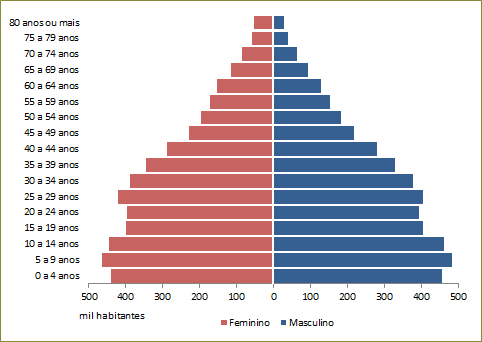 80 anos ou mais
75 a 79 anos
70 a 74 anos
65 a 69 anos
60 a 64 anos
55 a 59 anos
50 a 54 anos
45 a 49 anos
40 a 44 anos
35 a 39 anos
30 a 34 anos
25 a 29 anos
20 a 24 anos
15 a 19 anos
10 a 14 anos
5 a 9 anos
0 a 4 anos
500 400 300 200 100 0 100 200 300 400 500
mil habitantes
Feminino Masculino